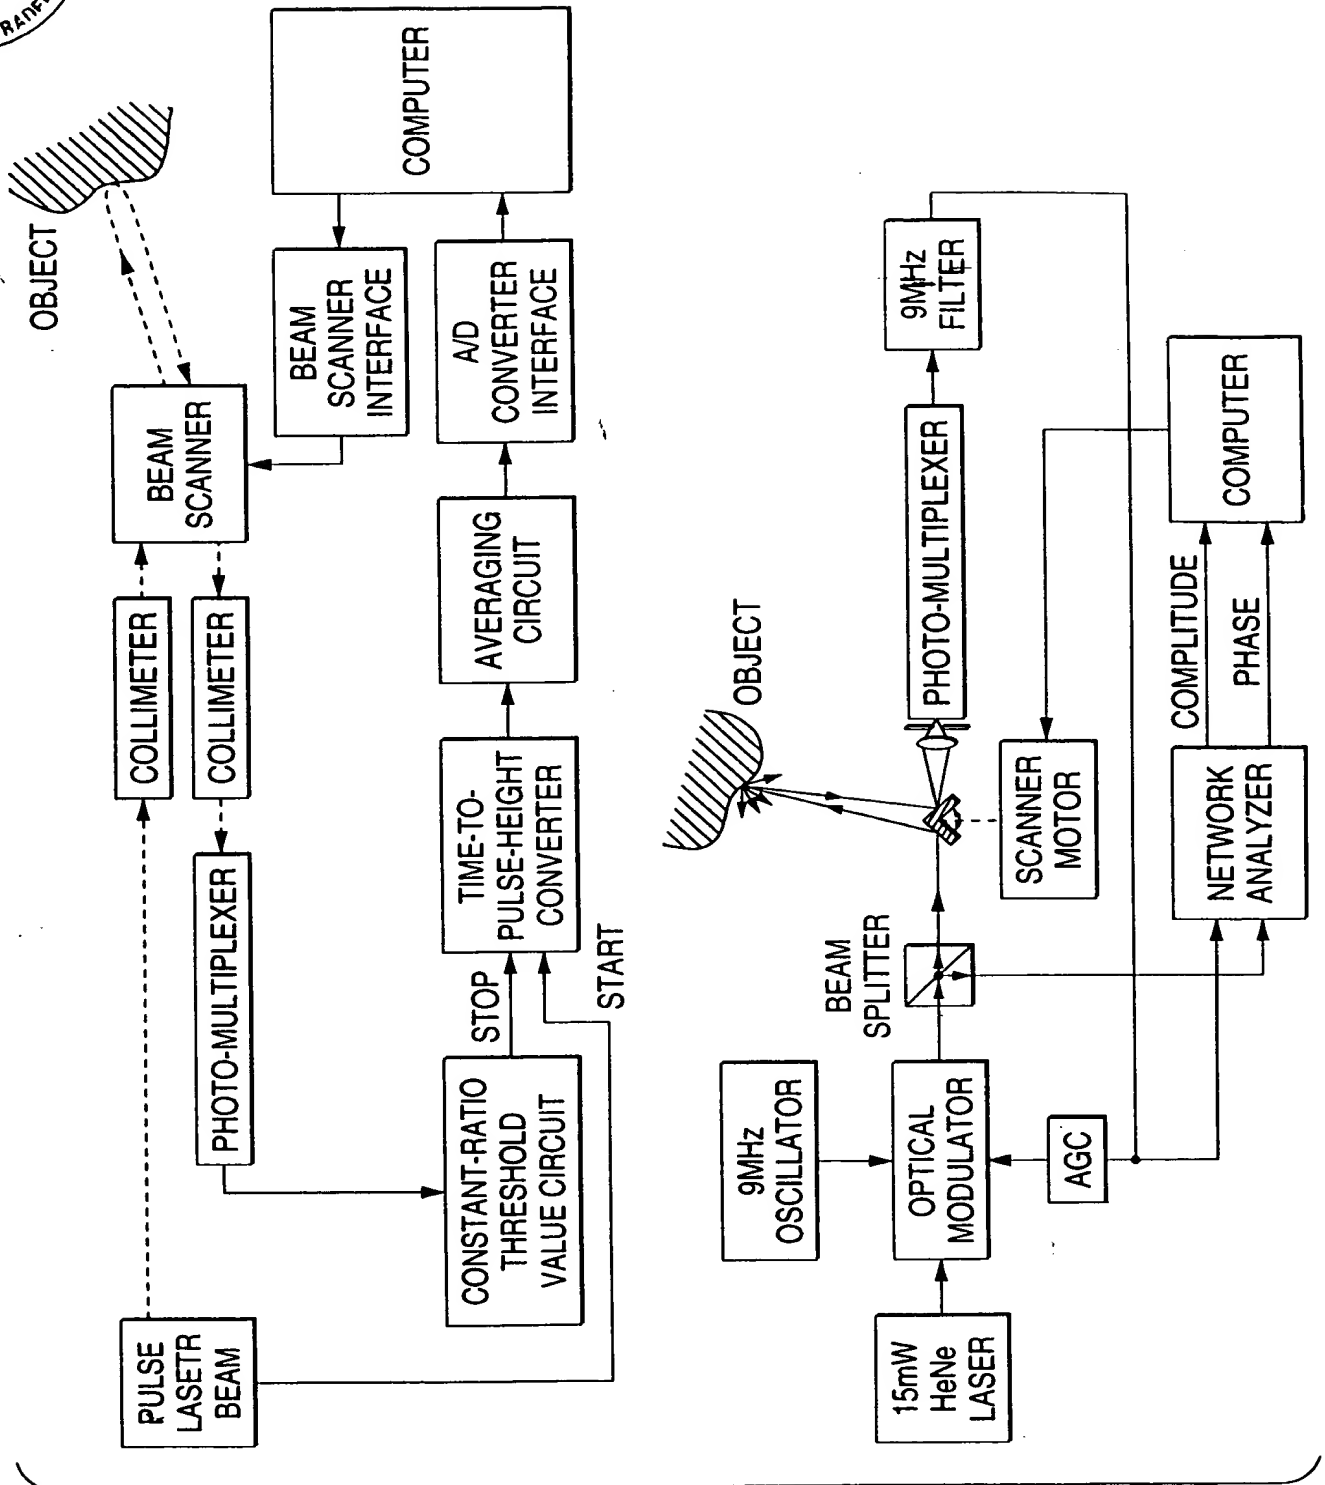 OBJECT
COMPUTER
BEAM
SCANNER
BEAM
SCANNER
INTERFACE
A/D
CONVERTER
INTERFACE
COLLIMETER
COLLIMETER
AVERAGING
CIRCUIT
PHOTO-MULTIPLEXER
TIME-TO-
PULSE-HEIGHT
CONVERTER
STOP
START
CONSTANT-RATIO
THRESHOLD
VALUE CIRCUIT
PULSE
LASETR
BEAM
9MHz
FILTER
COMPUTER
PHOTO-MULTIPLEXER
OBJECT
COMPLITUDE
PHASE
SCANNER
MOTOR
NETWORK
ANALYZER
BEAM
SPLITTER
9MHz
OSCILLATOR
OPTICAL
MODULATOR
AGC
15mW
HeNe
LASER